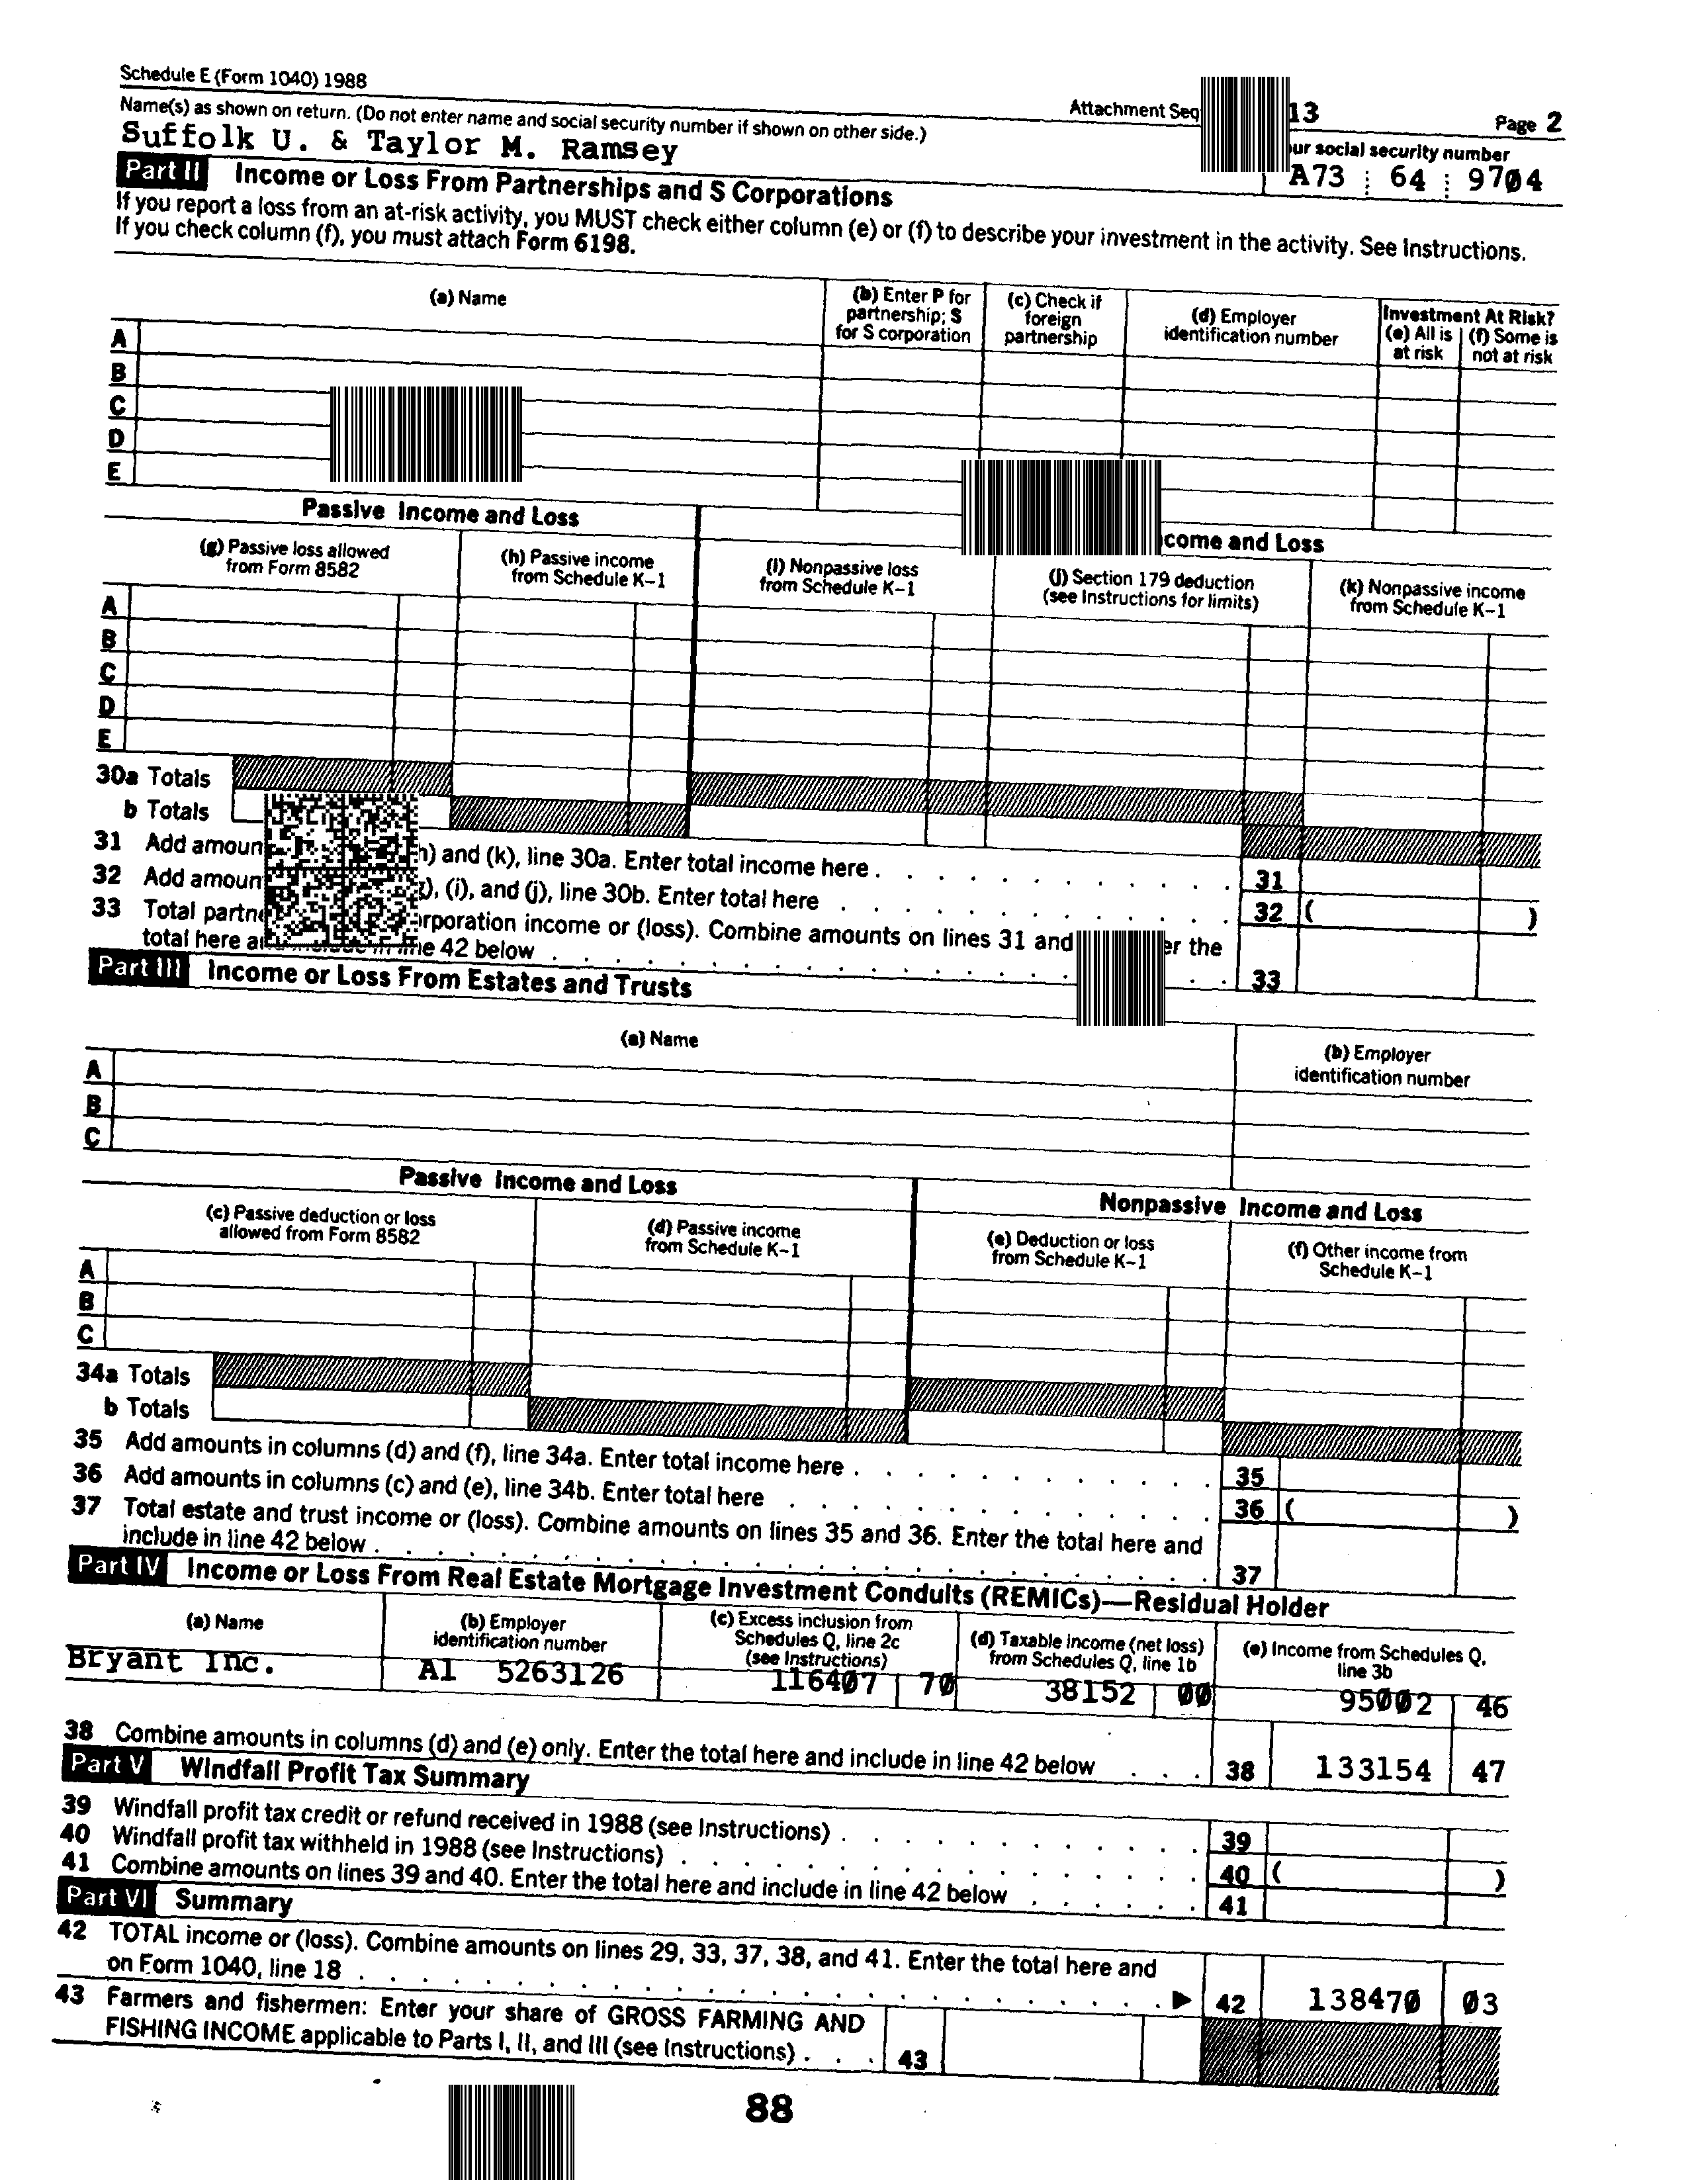 Schedule E (Form 1040) 1988
Attachment Seq 13 Page 2
Name(s) as shown on return. (Do not enter name and social security number if shown on other side.)
ur social security number
Suffolk U. & Taylor M. Ramsey
A73 64 9704
Part II Income or Loss From Partnerships and S Corporations
If you report a loss from an at-risk activity, you MUST check either column (e) or (f) to describe your investment in the activity. See Instructions.
If you check column (f), you must attach Form 6198.
(a) Name
(b) Enter P for partnership; S for S corporation
(c) Check if foreign partnership
(d) Employer identification number
Investment At Risk?
(e) All is at risk
(f) Some is not at risk
A
B
C
D
E
Passive Income and Loss
come and Loss
(g) Passive loss allowed from Form 8582
(h) Passive income from Schedule K-1
(i) Nonpassive loss from Schedule K-1
(j) Section 179 deduction (see Instructions for limits)
(k) Nonpassive income from Schedule K-1
A
B
C
D
E
30a Totals
b Totals
31 Add amoun h) and (k), line 30a. Enter total income here . . . . . . . . . . . 31
32 Add amoun ), (i), and (j), line 30b. Enter total here . . . . . . . . . . . . 32 ( )
33 Total partne rporation income or (loss). Combine amounts on lines 31 and er the
total here a line 42 below . . . . . . . . . . . . . . . . . . . 33
Part III Income or Loss From Estates and Trusts
(a) Name
(b) Employer identification number
A
B
C
Passive Income and Loss
Nonpassive Income and Loss
(c) Passive deduction or loss allowed from Form 8582
(d) Passive income from Schedule K-1
(e) Deduction or loss from Schedule K-1
(f) Other income from Schedule K-1
A
B
C
34a Totals
b Totals
35 Add amounts in columns (d) and (f), line 34a. Enter total income here . . . . . . . . . . . 35
36 Add amounts in columns (c) and (e), line 34b. Enter total here . . . . . . . . . . . . . 36 ( )
37 Total estate and trust income or (loss). Combine amounts on lines 35 and 36. Enter the total here and
include in line 42 below . . . . . . . . . . . . . . . . . . . . . . . . . 37
Part IV Income or Loss From Real Estate Mortgage Investment Conduits (REMICs)—Residual Holder
(a) Name
(b) Employer identification number
(c) Excess inclusion from Schedules Q, line 2c (see Instructions)
(d) Taxable income (net loss) from Schedules Q, line 1b
(e) Income from Schedules Q, line 3b
Bryant Inc. A1 5263126 116407 70 38152 00 95002 46
38 Combine amounts in columns (d) and (e) only. Enter the total here and include in line 42 below . . . 38 133154 47
Part V Windfall Profit Tax Summary
39 Windfall profit tax credit or refund received in 1988 (see Instructions) . . . . . . . . . . . 39
40 Windfall profit tax withheld in 1988 (see Instructions) . . . . . . . . . . . . . . . . 40 ( )
41 Combine amounts on lines 39 and 40. Enter the total here and include in line 42 below . . . . . . 41
Part VI Summary
42 TOTAL income or (loss). Combine amounts on lines 29, 33, 37, 38, and 41. Enter the total here and
on Form 1040, line 18 . . . . . . . . . . . . . . . . . . . . . . . . . ▶ 42 138470 03
43 Farmers and fishermen: Enter your share of GROSS FARMING AND
FISHING INCOME applicable to Parts I, II, and III (see Instructions) . . . 43
88